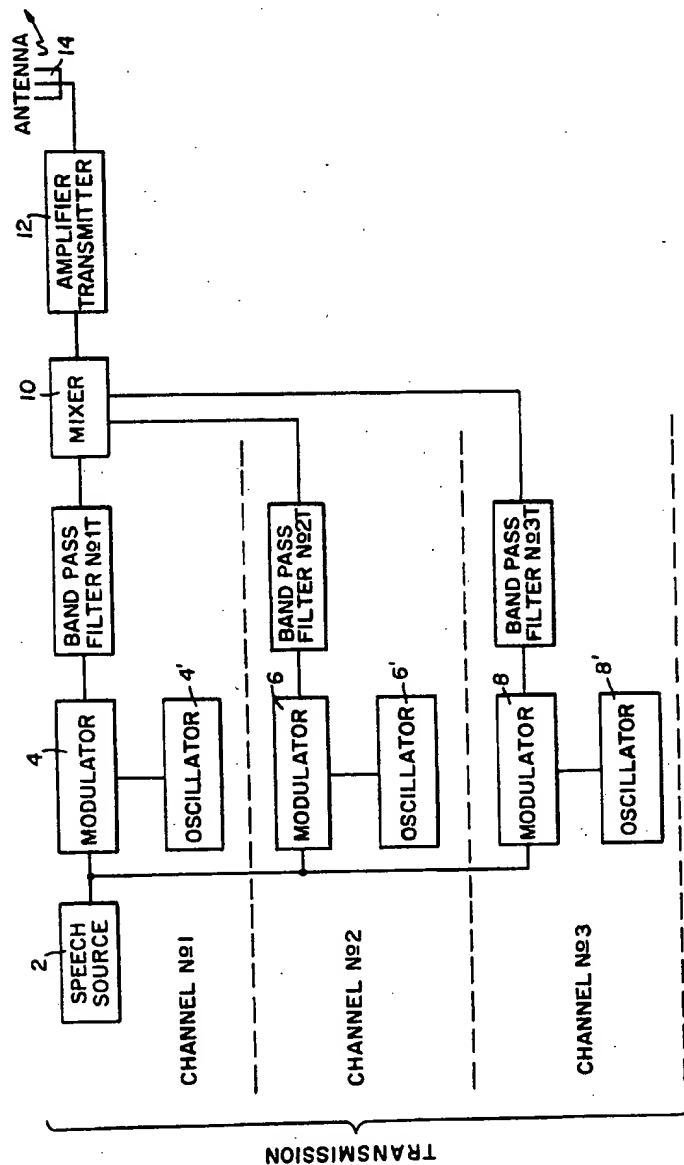 TRANSMISSION
2
SPEECH
SOURCE
4
MODULATOR
BAND PASS
FILTER №1T
10
MIXER
12
AMPLIFIER
TRANSMITTER
ANTENNA
14
OSCILLATOR
4'
CHANNEL №1
6
MODULATOR
BAND PASS
FILTER №2T
OSCILLATOR
6'
CHANNEL №2
8
MODULATOR
BAND PASS
FILTER №3T
OSCILLATOR
8'
CHANNEL №3